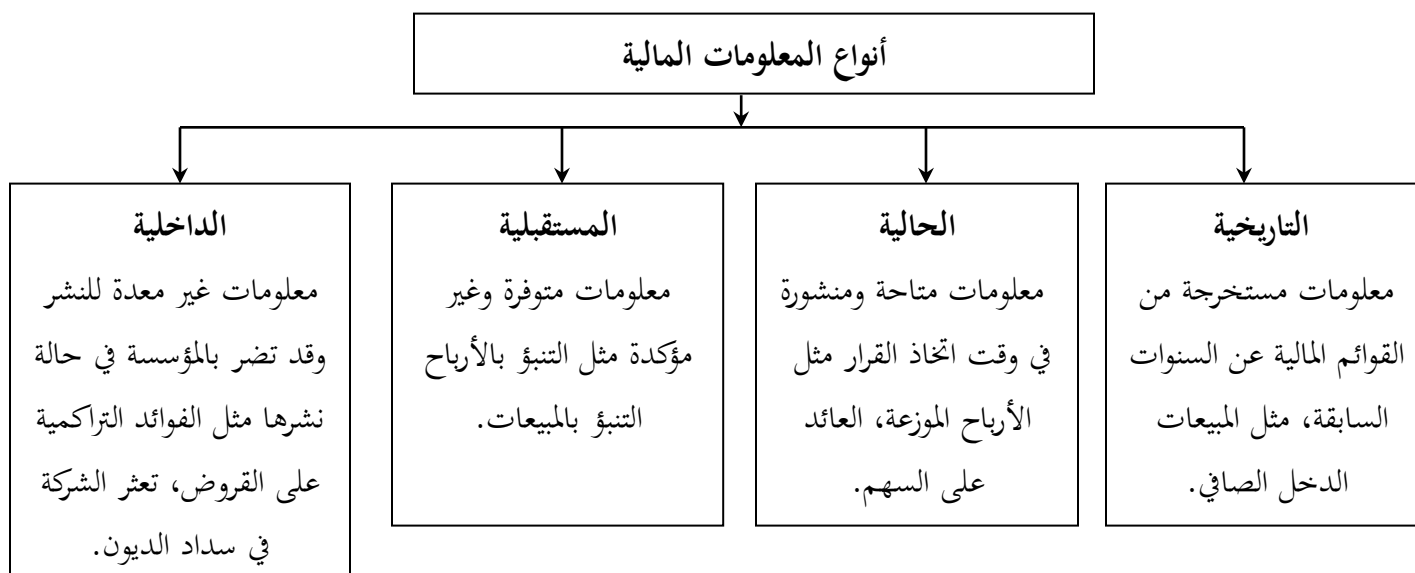 أنواع المعلومات المالية
التاريخية
معلومات مستخرجة من
القوائم المالية عن السنوات
السابقة، مثل المبيعات
الدخل الصافي.
الحالية
معلومات متاحة ومنشورة
في وقت اتخاذ القرار مثل
الأرباح الموزعة، العائد
على السهم.
المستقبلية
معلومات متوفرة وغير
مؤكدة مثل التنبؤ بالأرباح
التنبؤ بالمبيعات.
الداخلية
معلومات غير معدة للنشر
وقد تضر بالمؤسسة في حالة
نشرها مثل الفوائد التراكمية
على القروض، تعثر الشركة
في سداد الديون.